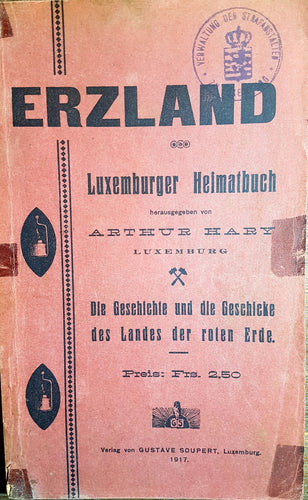 VERWALTUNG DER STRAFANSTALTEN
ERZLAND
Luxemburger Heimatbuch
herausgegeben von
ARTHUR HARY
LUXEMBURG
Die Geschichte und die Geschicke
des Landes der roten Erde.
Preis: Frs. 2,50
Verlag von GUSTAVE SOUPERT, Luxemburg.
1917.